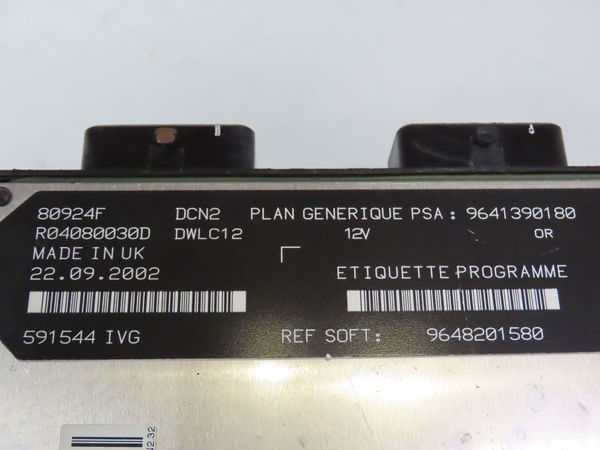 80924F DCN2 PLAN GENERIQUE PSA : 9641390180
R04080030D DWLC12 12V OR
MADE IN UK
22.09.2002 ETIQUETTE PROGRAMME
591544 IVG REF SOFT: 9648201580